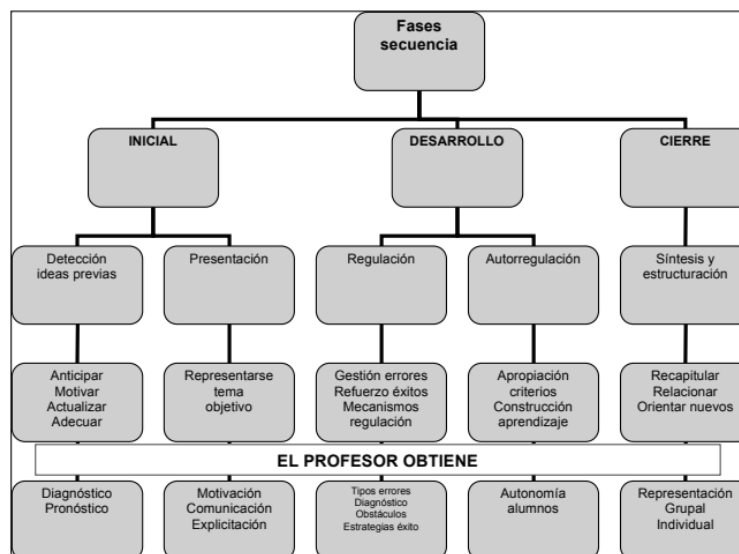 Fases
secuencia
INICIAL
DESARROLLO
CIERRE
Detección
ideas previas
Presentación
Regulación
Autorregulación
Síntesis y
estructuración
Anticipar
Motivar
Actualizar
Adecuar
Representarse
tema
objetivo
Gestión errores
Refuerzo éxitos
Mecanismos
regulación
Apropiación
criterios
Construcción
aprendizaje
Recapitular
Relacionar
Orientar nuevos
EL PROFESOR OBTIENE
Diagnóstico
Pronóstico
Motivación
Comunicación
Explicitación
Tipos errores
Diagnóstico
Obstáculos
Estrategias éxito
Autonomía
alumnos
Representación
Grupal
Individual